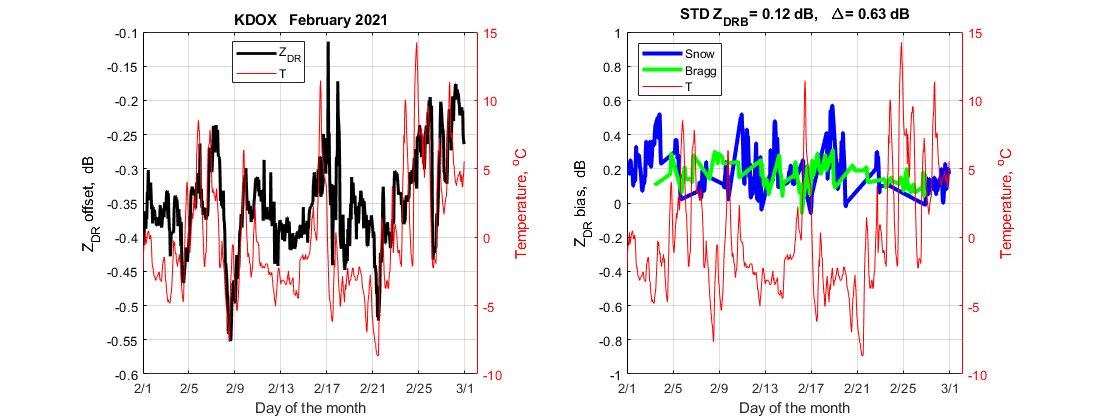 KDOX   February 2021
-0.1
-0.15
-0.2
-0.25
-0.3
-0.35
-0.4
-0.45
-0.5
-0.55
-0.6
Z_DR offset,  dB
Z_DR
T
15
10
5
0
-5
-10
Temperature, °C
2/1 2/5 2/9 2/13 2/17 2/21 2/25 3/1
Day of the month
STD Z_DRB = 0.12 dB,   Δ = 0.63 dB
1
0.8
0.6
0.4
0.2
0
-0.2
-0.4
-0.6
-0.8
-1
Z_DR bias,  dB
Snow
Bragg
T
15
10
5
0
-5
-10
Temperature, °C
2/1 2/5 2/9 2/13 2/17 2/21 2/25 3/1
Day of the month